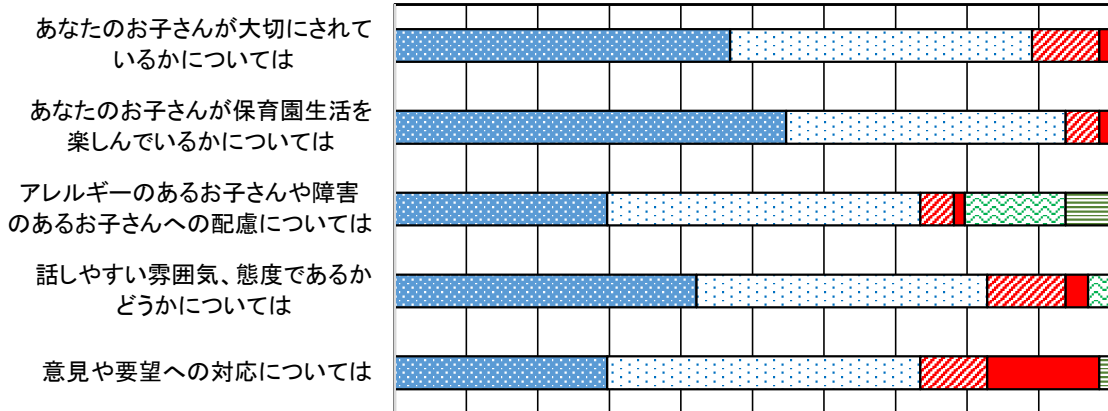 あなたのお子さんが大切にされて
いるかについては
あなたのお子さんが保育園生活を
楽しんでいるかについては
アレルギーのあるお子さんや障害
のあるお子さんへの配慮については
話しやすい雰囲気、態度であるか
どうかについては
意見や要望への対応については